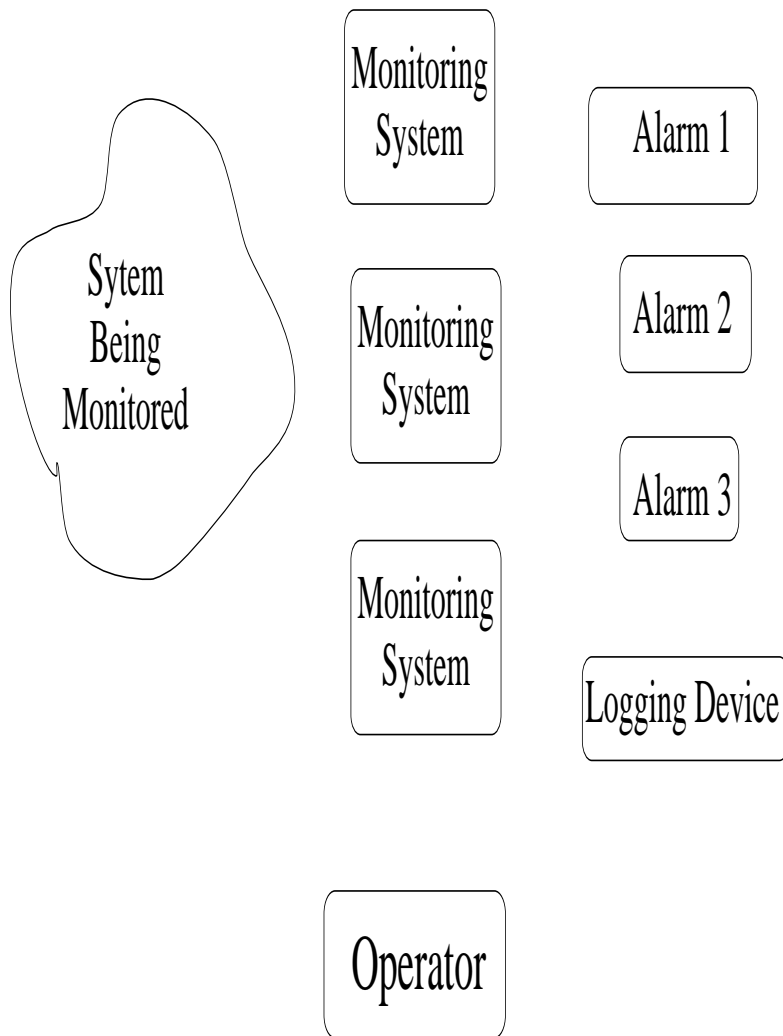 Monitoring
System
Alarm 1
Sytem
Being
Monitored
Monitoring
System
Alarm 2
Alarm 3
Monitoring
System
Logging Device
Operator